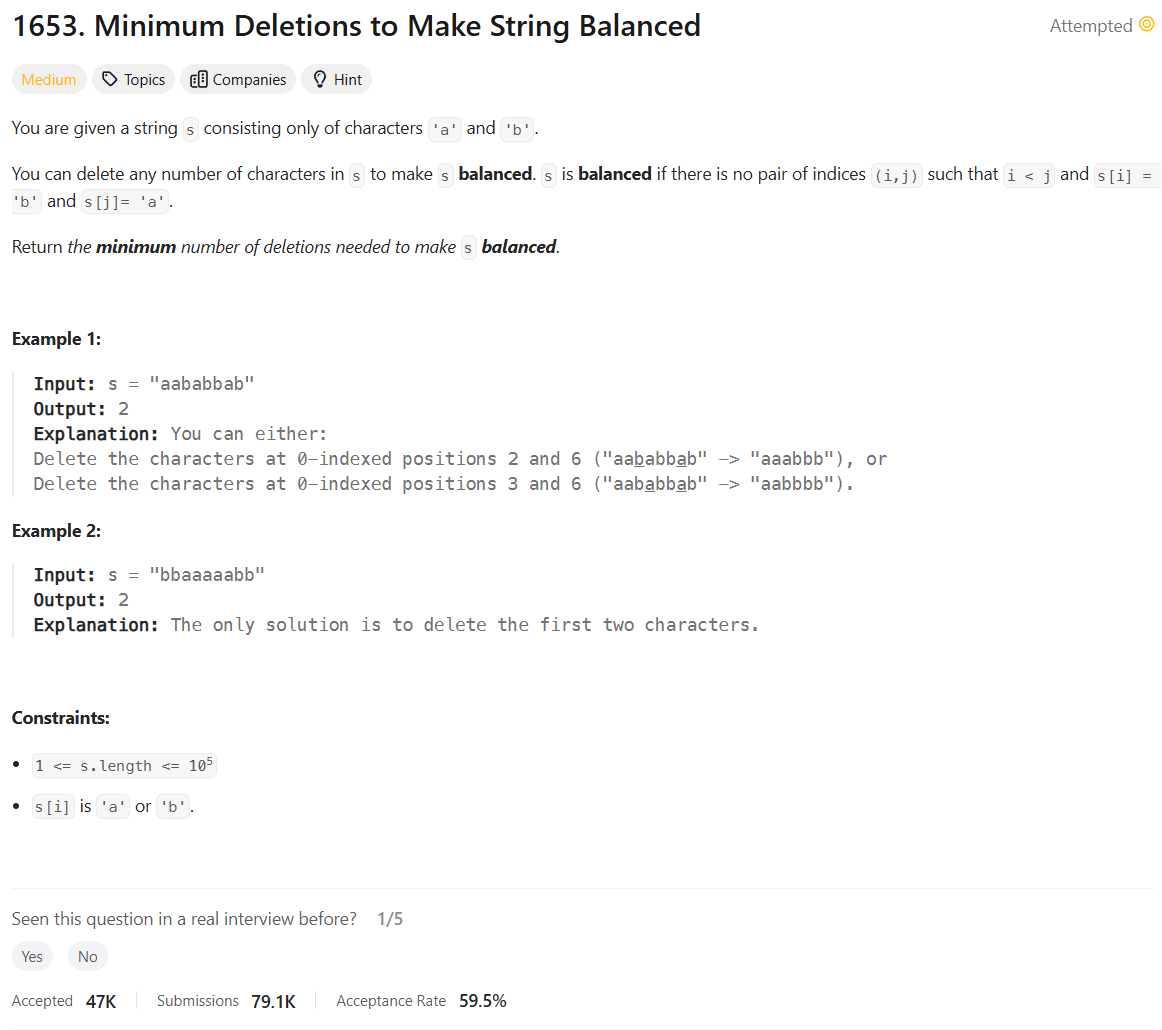 1653. Minimum Deletions to Make String Balanced
Attempted
Medium Topics Companies Hint
You are given a string s consisting only of characters 'a' and 'b'.
You can delete any number of characters in s to make s balanced. s is balanced if there is no pair of indices (i,j) such that i < j and s[i] =
'b' and s[j]= 'a'.
Return the minimum number of deletions needed to make s balanced.
Example 1:
Input: s = "aababbab"
Output: 2
Explanation: You can either:
Delete the characters at 0-indexed positions 2 and 6 ("aababbab" -> "aaabbb"), or
Delete the characters at 0-indexed positions 3 and 6 ("aababbab" -> "aabbbb").
Example 2:
Input: s = "bbaaaaabb"
Output: 2
Explanation: The only solution is to delete the first two characters.
Constraints:
• 1 <= s.length <= 10⁵
• s[i] is 'a' or 'b'.
Seen this question in a real interview before? 1/5
Yes No
Accepted 47K Submissions 79.1K Acceptance Rate 59.5%